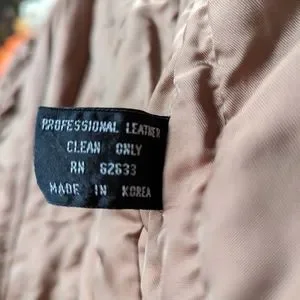 PROFESSIONAL LEATHER
CLEAN ONLY
RN 62633
MADE IN KOREA